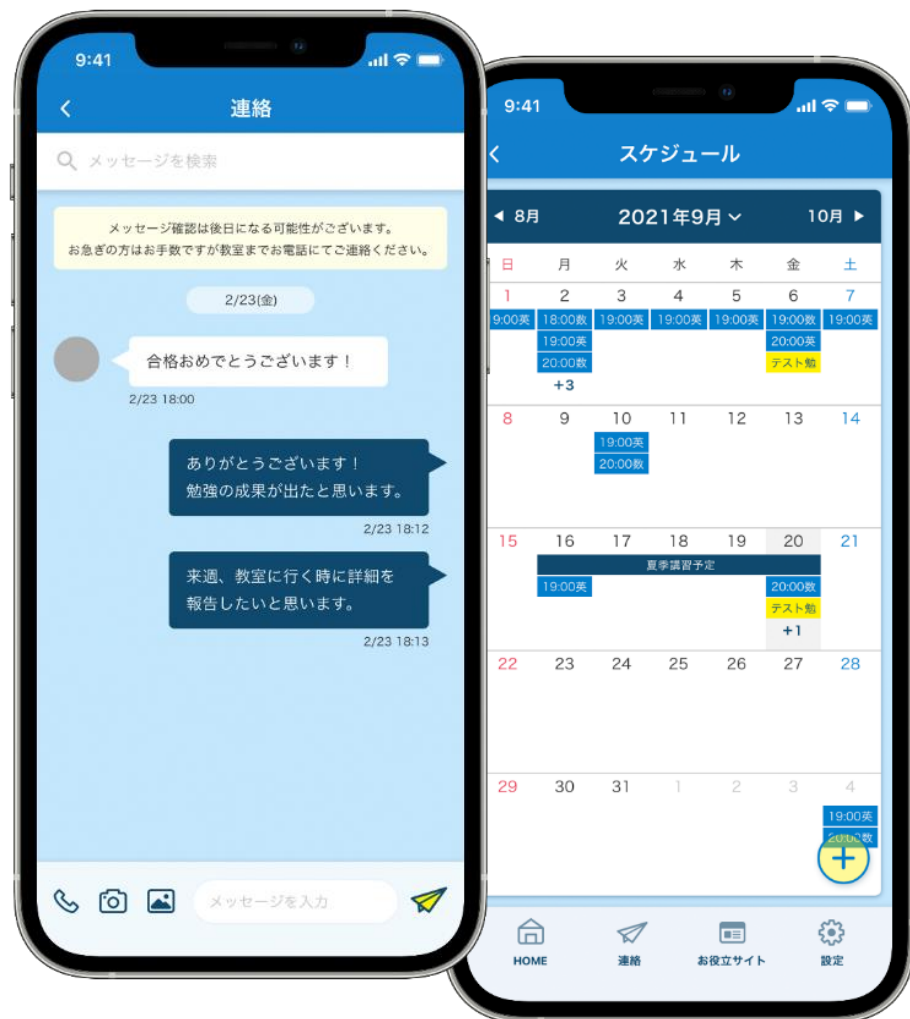 9:41
連絡
メッセージを検索
メッセージ確認は後日になる可能性がございます。
お急ぎの方はお手数ですが教室までお電話にてご連絡ください。
2/23(金)
合格おめでとうございます！
2/23 18:00
ありがとうございます！
勉強の成果が出たと思います。
2/23 18:12
来週、教室に行く時に詳細を
報告したいと思います。
2/23 18:13
メッセージを入力
9:41
スケジュール
8月 2021年9月 10月
日 月 火 水 木 金 土
1 2 3 4 5 6 7
9:00英 18:00数 19:00英 19:00英 19:00英 19:00数 19:00英
19:00英 20:00英
20:00数 テスト勉
+3
8 9 10 11 12 13 14
19:00英
20:00数
15 16 17 18 19 20 21
夏季講習予定
19:00英 20:00数
テスト勉
+1
22 23 24 25 26 27 28
29 30 31 1 2 3 4
19:00英
20:00数
HOME 連絡 お役立サイト 設定